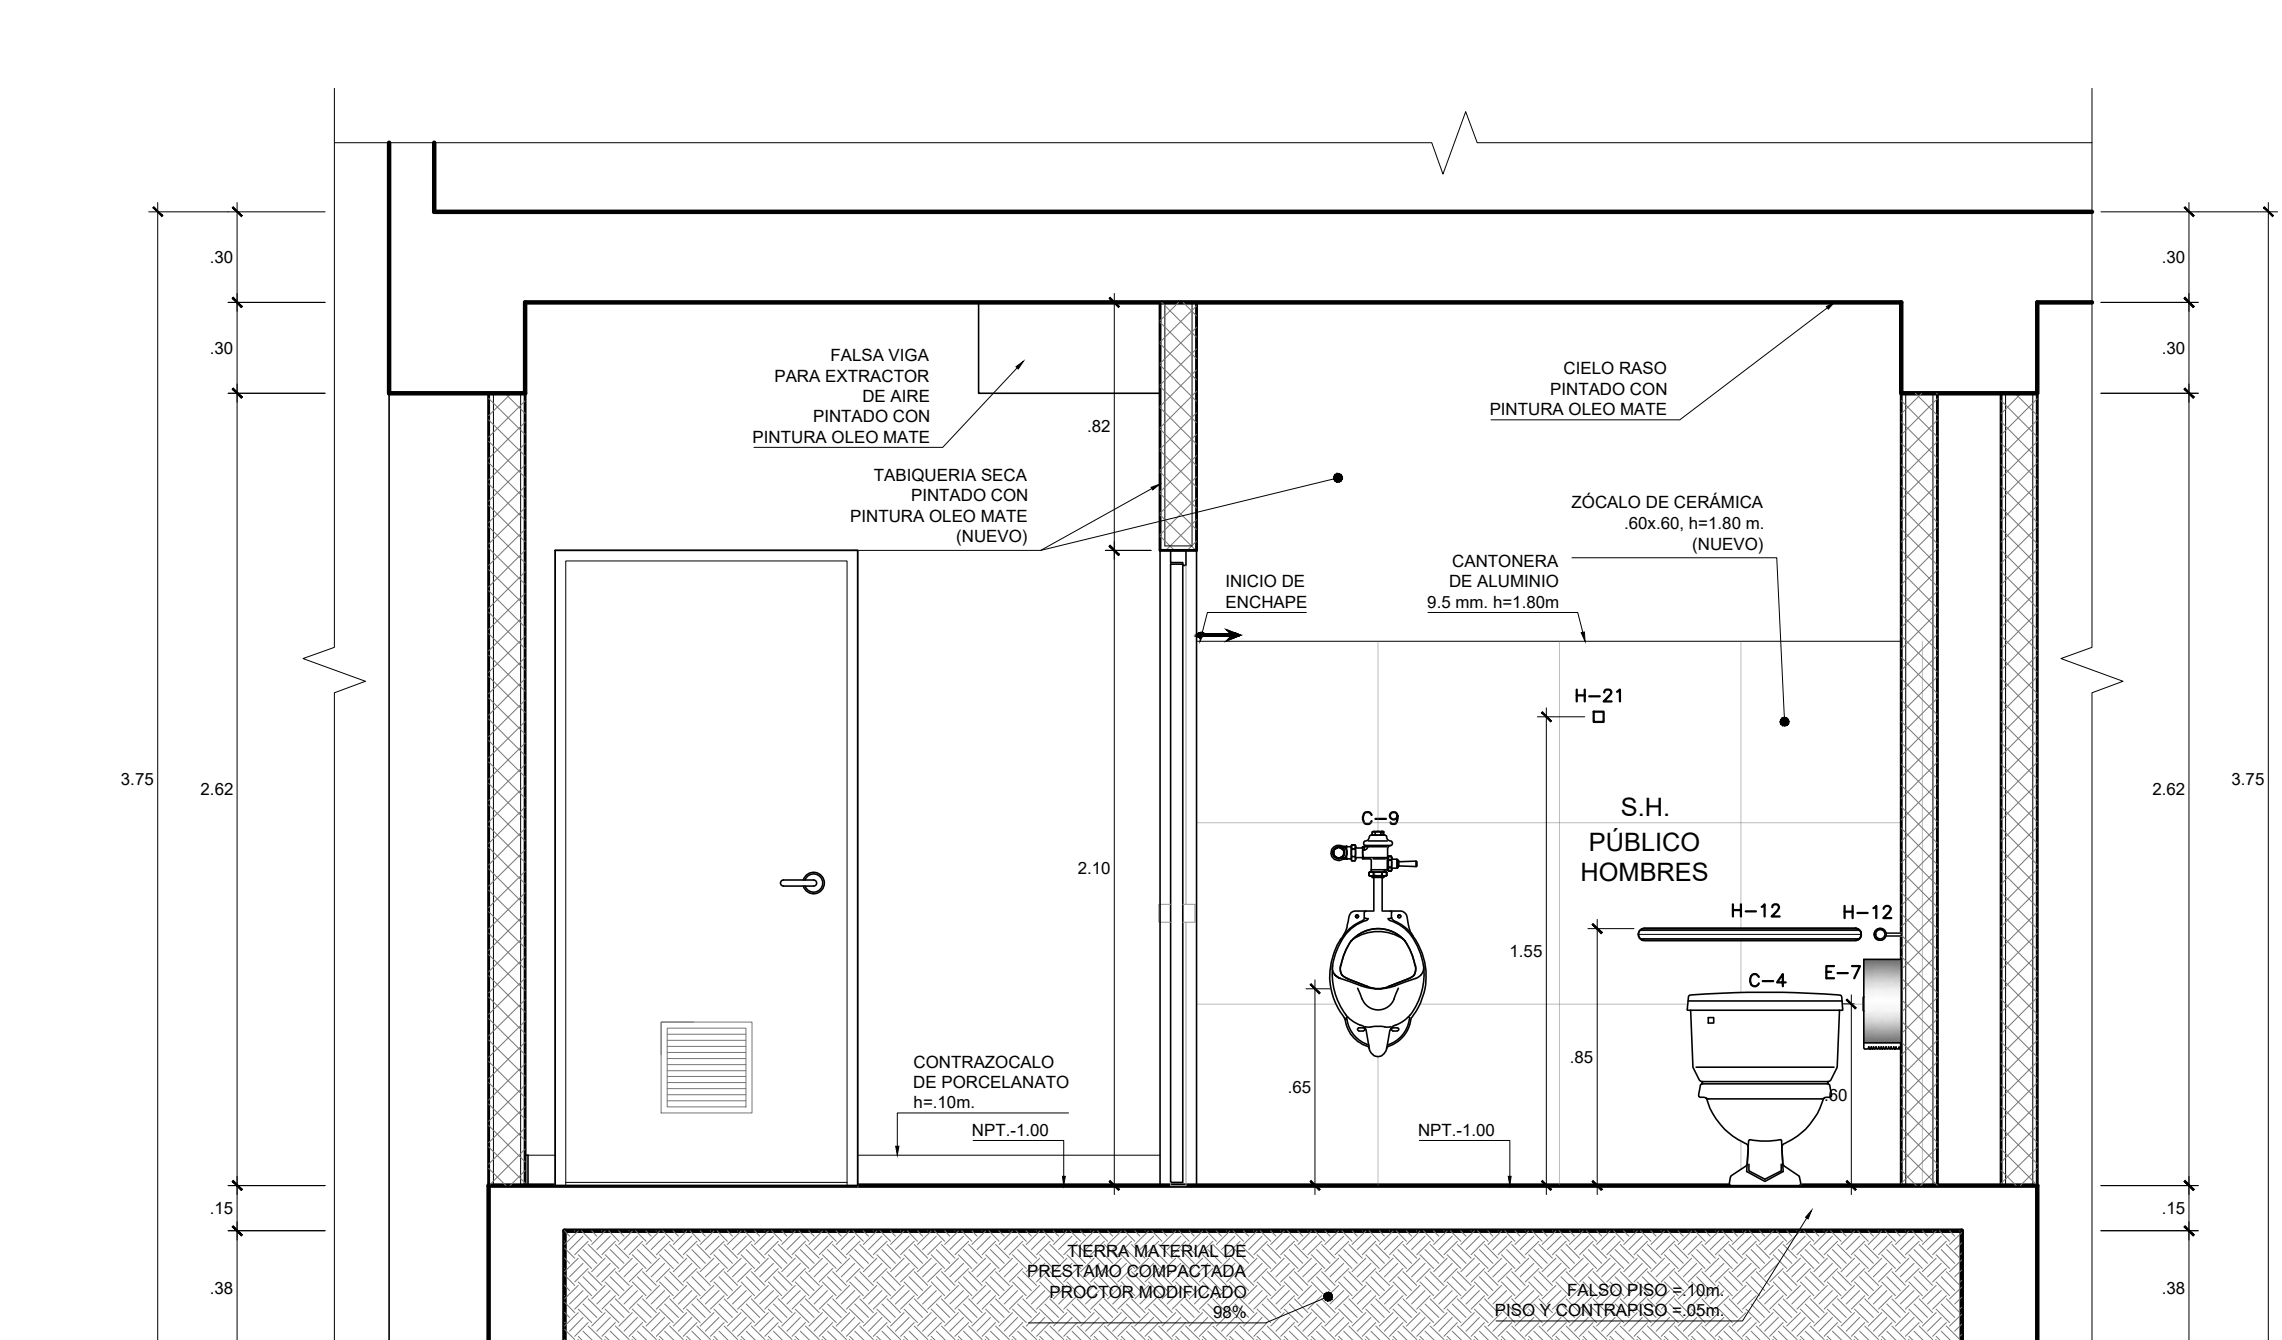 .30
.30
.30
.30
FALSA VIGA
PARA EXTRACTOR
DE AIRE
PINTADO CON
PINTURA OLEO MATE
.82
CIELO RASO
PINTADO CON
PINTURA OLEO MATE
TABIQUERIA SECA
PINTADO CON
PINTURA OLEO MATE
(NUEVO)
ZÓCALO DE CERÁMICA
.60x.60, h=1.80 m.
(NUEVO)
CANTONERA
DE ALUMINIO
9.5 mm. h=1.80m
INICIO DE
ENCHAPE
H-21
3.75
2.62
2.62
3.75
S.H.
PÚBLICO
HOMBRES
C-9
2.10
H-12
H-12
1.55
E-7
C-4
.85
.65
.60
CONTRAZOCALO
DE PORCELANATO
h=.10m.
NPT.-1.00
NPT.-1.00
.15
.15
TIERRA MATERIAL DE
PRESTAMO COMPACTADA
PROCTOR MODIFICADO
98%
FALSO PISO =.10m.
PISO Y CONTRAPISO =.05m.
.38
.38